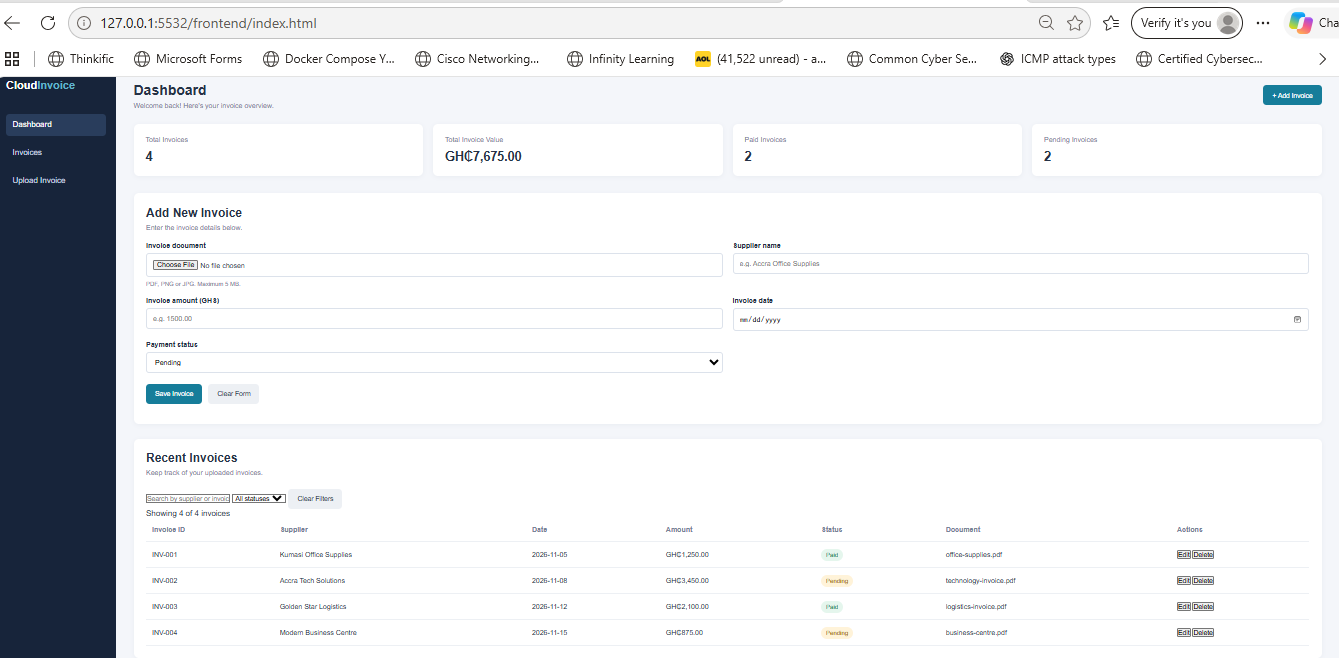 127.0.0.1:5532/frontend/index.html
Verify it's you
Cha
Thinkific
Microsoft Forms
Docker Compose Y...
Cisco Networking...
Infinity Learning
AOL (41,522 unread) - a...
Common Cyber Se...
ICMP attack types
Certified Cybersec...
CloudInvoice
Dashboard
Invoices
Upload Invoice
Dashboard
Welcome back! Here's your invoice overview.
+ Add Invoice
Total Invoices
4
Total Invoice Value
GH₵7,675.00
Paid Invoices
2
Pending Invoices
2
Add New Invoice
Enter the invoice details below.
Invoice document
Choose File No file chosen
PDF, PNG or JPG. Maximum 5 MB.
Supplier name
e.g. Accra Office Supplies
Invoice amount (GH₵)
e.g. 1500.00
Invoice date
mm/dd/yyyy
Payment status
Pending
Save Invoice Clear Form
Recent Invoices
Keep track of your uploaded invoices.
Search by supplier or invoic All statuses Clear Filters
Showing 4 of 4 invoices
Invoice ID Supplier Date Amount Status Document Actions
INV-001 Kumasi Office Supplies 2026-11-05 GH₵1,250.00 Paid office-supplies.pdf Edit Delete
INV-002 Accra Tech Solutions 2026-11-08 GH₵3,450.00 Pending technology-invoice.pdf Edit Delete
INV-003 Golden Star Logistics 2026-11-12 GH₵2,100.00 Paid logistics-invoice.pdf Edit Delete
INV-004 Modern Business Centre 2026-11-15 GH₵875.00 Pending business-centre.pdf Edit Delete